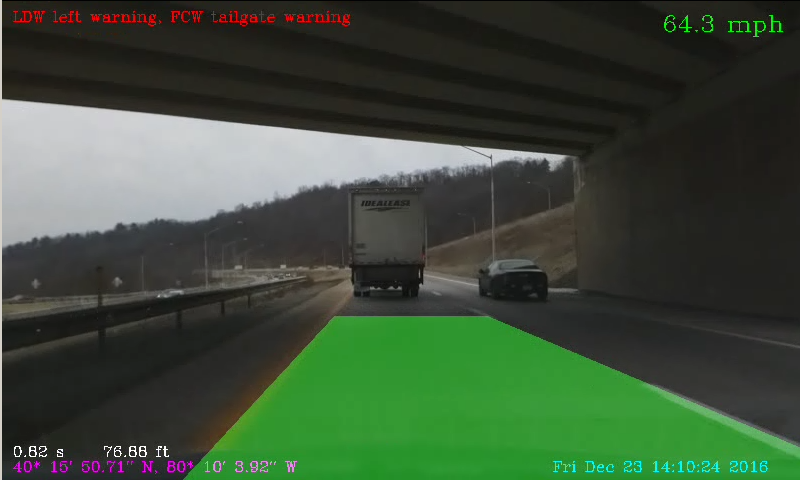 LDW left warning, FCW tailgate warning
64.3 mph
IDEALEASE
0.82 s 76.88 ft
40* 15' 50.71" N, 80* 10' 3.92" W
Fri Dec 23 14:10:24 2016